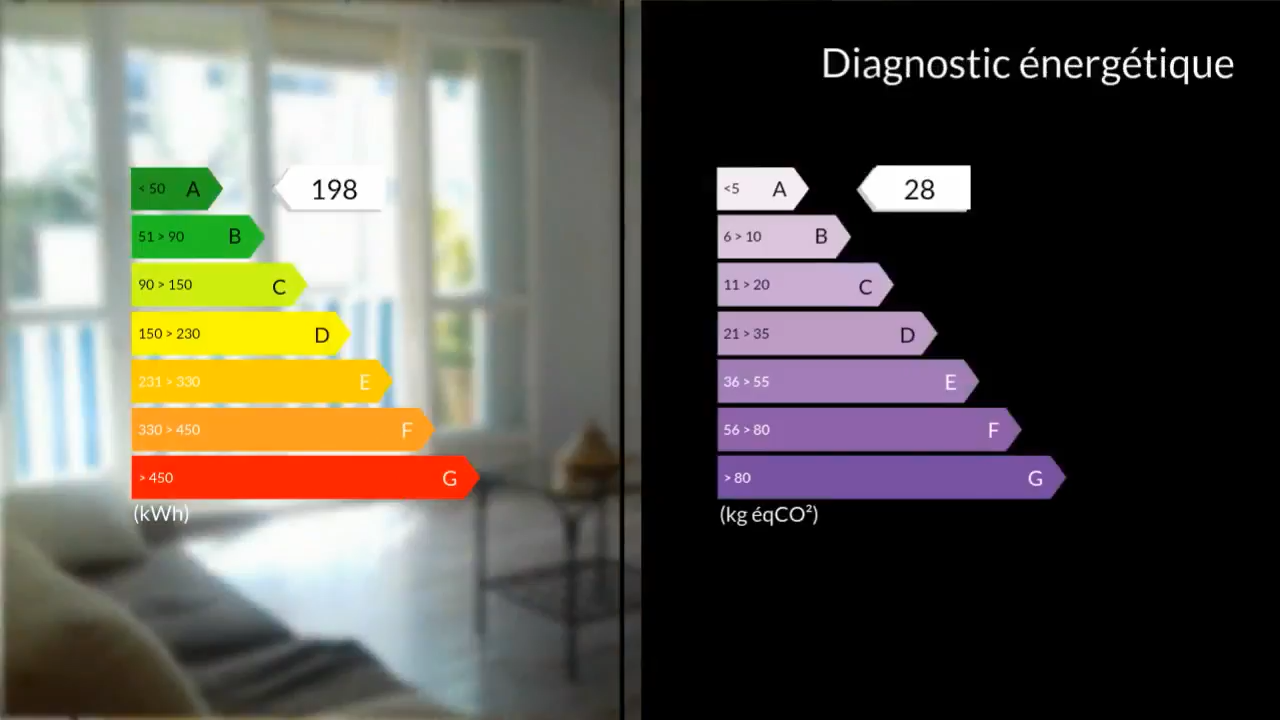 Diagnostic énergétique
< 50 A
198
51 > 90 B
90 > 150 C
150 > 230 D
231 > 330 E
330 > 450 F
> 450 G
(kWh)
<5 A
28
6 > 10 B
11 > 20 C
21 > 35 D
36 > 55 E
56 > 80 F
> 80 G
(kg éqCO²)